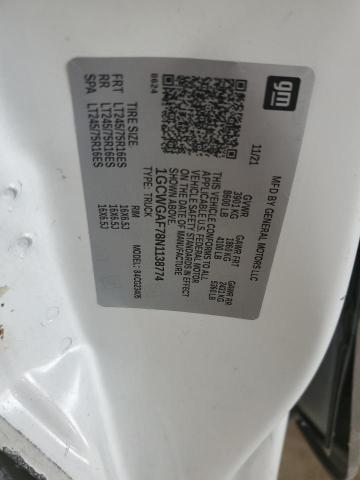 gm
MFD BY GENERAL MOTORS LLC
11/21
GVWR GAWR FRT GAWR RR
3901 KG 1860 KG 2431 KG
8600 LB 4100 LB 5360 LB
THIS VEHICLE CONFORMS TO ALL
APPLICABLE U.S. FEDERAL MOTOR
VEHICLE SAFETY STANDARDS IN EFFECT
ON THE DATE OF MANUFACTURE
SHOWN ABOVE.
1GCWGAF78N1138774
TYPE: TRUCK MODEL:
0624
TIRE SIZE RIM
FRT LT245/75R16ES 16X6.5J
RR LT245/75R16ES 16X6.5J
SPA LT245/75R16ES 16X6.5J